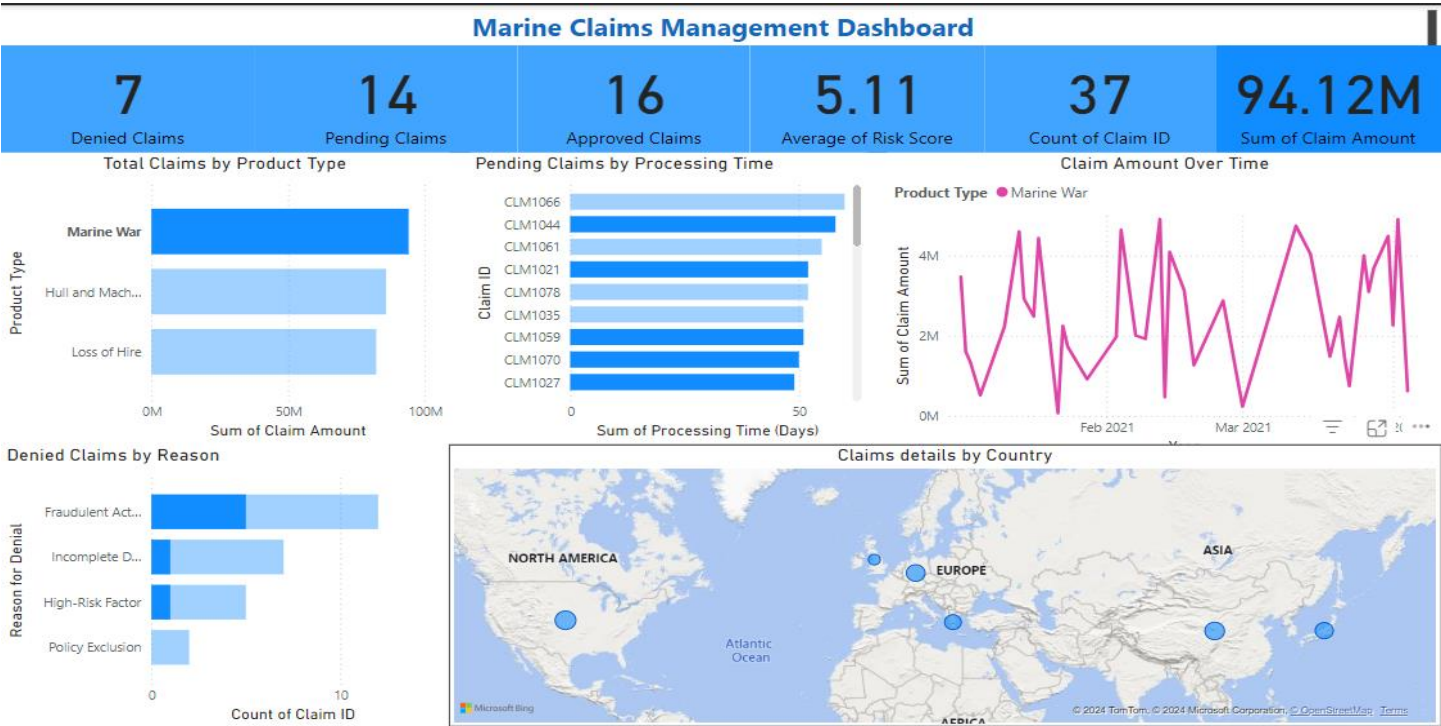 Marine Claims Management Dashboard
7
Denied Claims
14
Pending Claims
16
Approved Claims
5.11
Average of Risk Score
37
Count of Claim ID
94.12M
Sum of Claim Amount
Total Claims by Product Type
Product Type
Marine War
Hull and Mach...
Loss of Hire
0M 50M 100M
Sum of Claim Amount
Pending Claims by Processing Time
Claim ID
CLM1066
CLM1044
CLM1061
CLM1021
CLM1078
CLM1035
CLM1059
CLM1070
CLM1027
0 50
Sum of Processing Time (Days)
Claim Amount Over Time
Product Type Marine War
Sum of Claim Amount
4M
2M
0M
Feb 2021 Mar 2021
Denied Claims by Reason
Reason for Denial
Fraudulent Act...
Incomplete D...
High-Risk Factor
Policy Exclusion
0 10
Count of Claim ID
Claims details by Country
NORTH AMERICA
EUROPE
ASIA
Atlantic
Ocean
AFRICA
Microsoft Bing
© 2024 TomTom, © 2024 Microsoft Corporation, © OpenStreetMap Terms